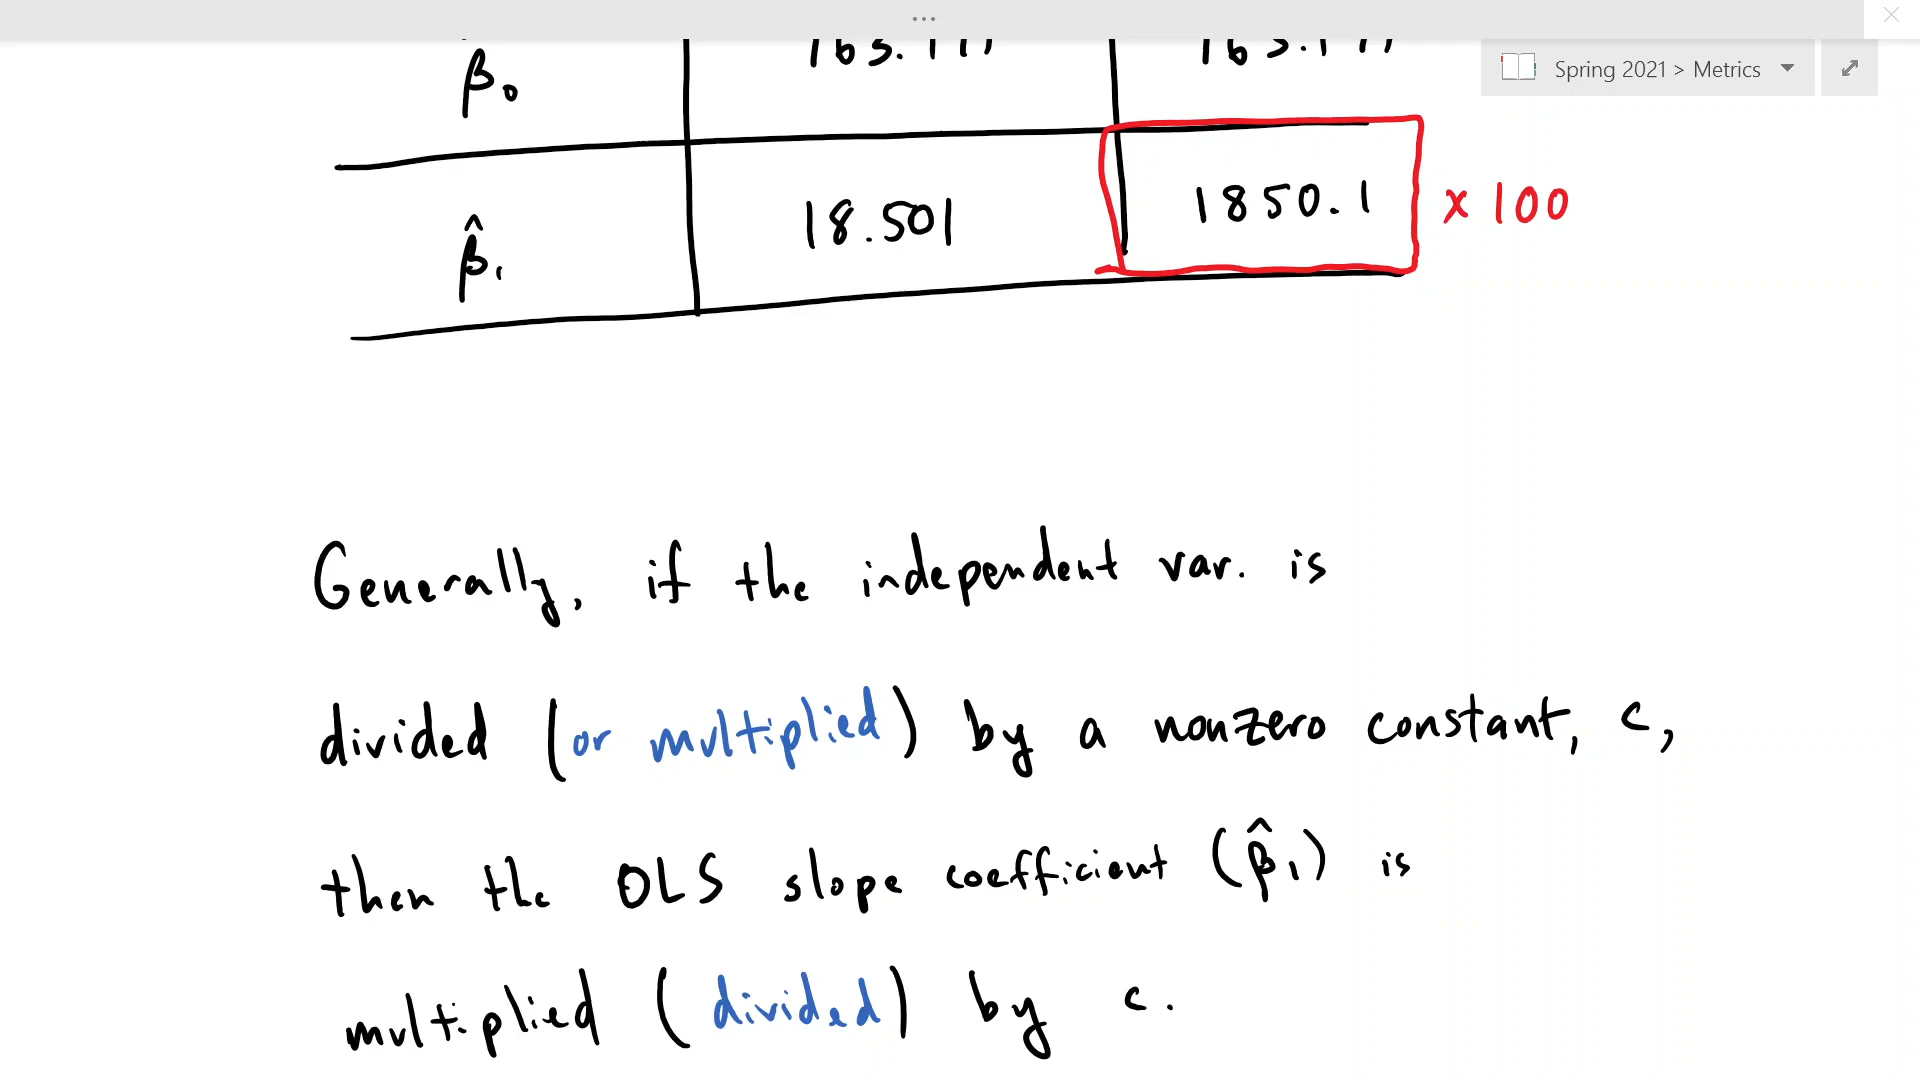 Spring 2021 > Metrics
β₀
β̂₁ 18.501 1850.1 x 100
Generally, if the independent var. is
divided (or multiplied) by a nonzero constant, c,
then the OLS slope coefficient (β̂₁) is
multiplied (divided) by c.